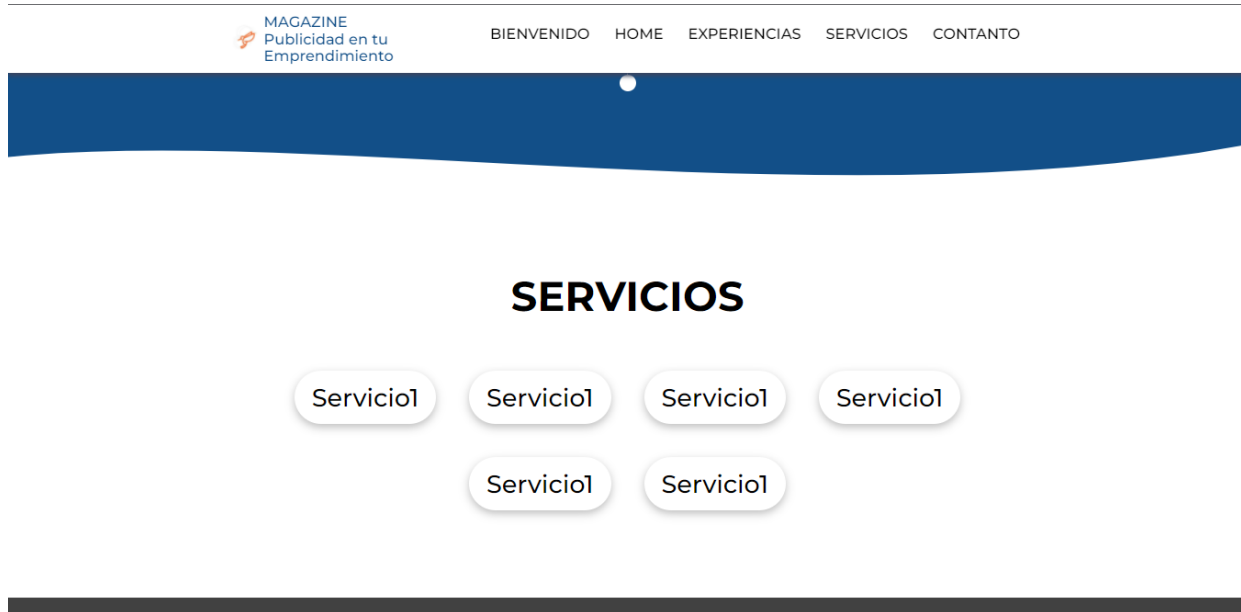 MAGAZINE
Publicidad en tu
Emprendimiento
BIENVENIDO HOME EXPERIENCIAS SERVICIOS CONTANTO
SERVICIOS
Servicio1 Servicio1 Servicio1 Servicio1
Servicio1 Servicio1